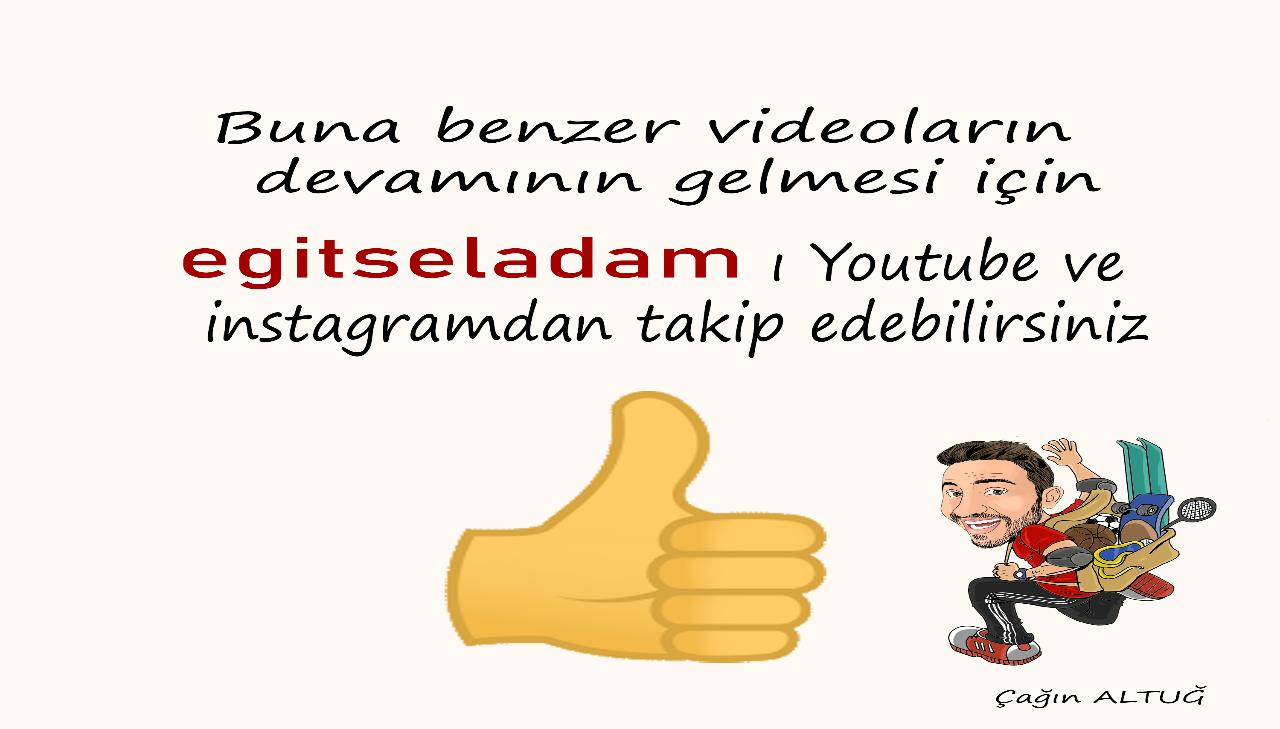 Buna benzer videoların
devamının gelmesi için
egitseladam ı Youtube ve
instagramdan takip edebilirsiniz
Çağın ALTUĞ